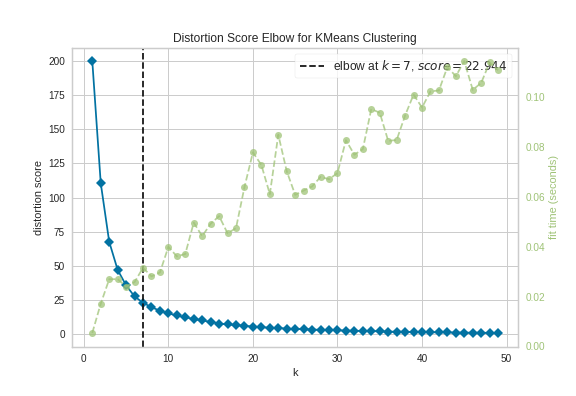 Distortion Score Elbow for KMeans Clustering
elbow at k = 7, score = 22.944
200
175
150
125
100
75
50
25
0
distortion score
0.10
0.08
0.06
0.04
0.02
0.00
fit time (seconds)
0 10 20 30 40 50
k